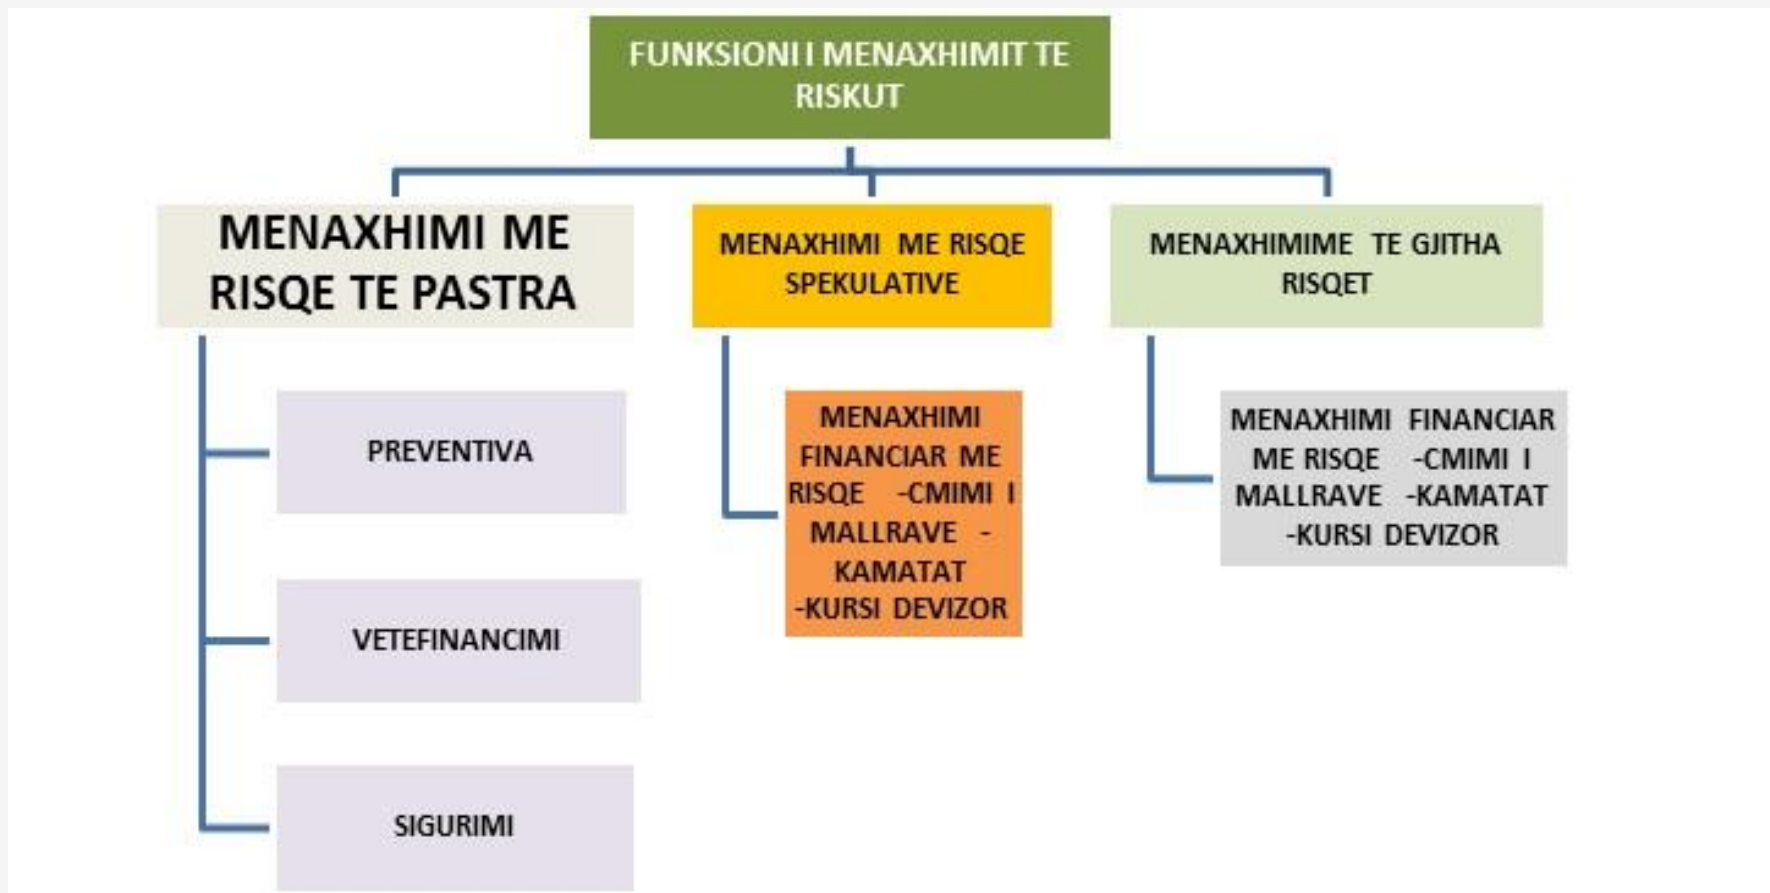 FUNKSIONI I MENAXHIMIT TE
RISKUT
MENAXHIMI ME
RISQE TE PASTRA
PREVENTIVA
VETEFINANCIMI
SIGURIMI
MENAXHIMI ME RISQE
SPEKULATIVE
MENAXHIMI
FINANCIAR ME
RISQE -CMIMI I
MALLRAVE -
KAMATAT
-KURSI DEVIZOR
MENAXHIMIME TE GJITHA
RISQET
MENAXHIMI FINANCIAR
ME RISQE -CMIMI I
MALLRAVE -KAMATAT
-KURSI DEVIZOR